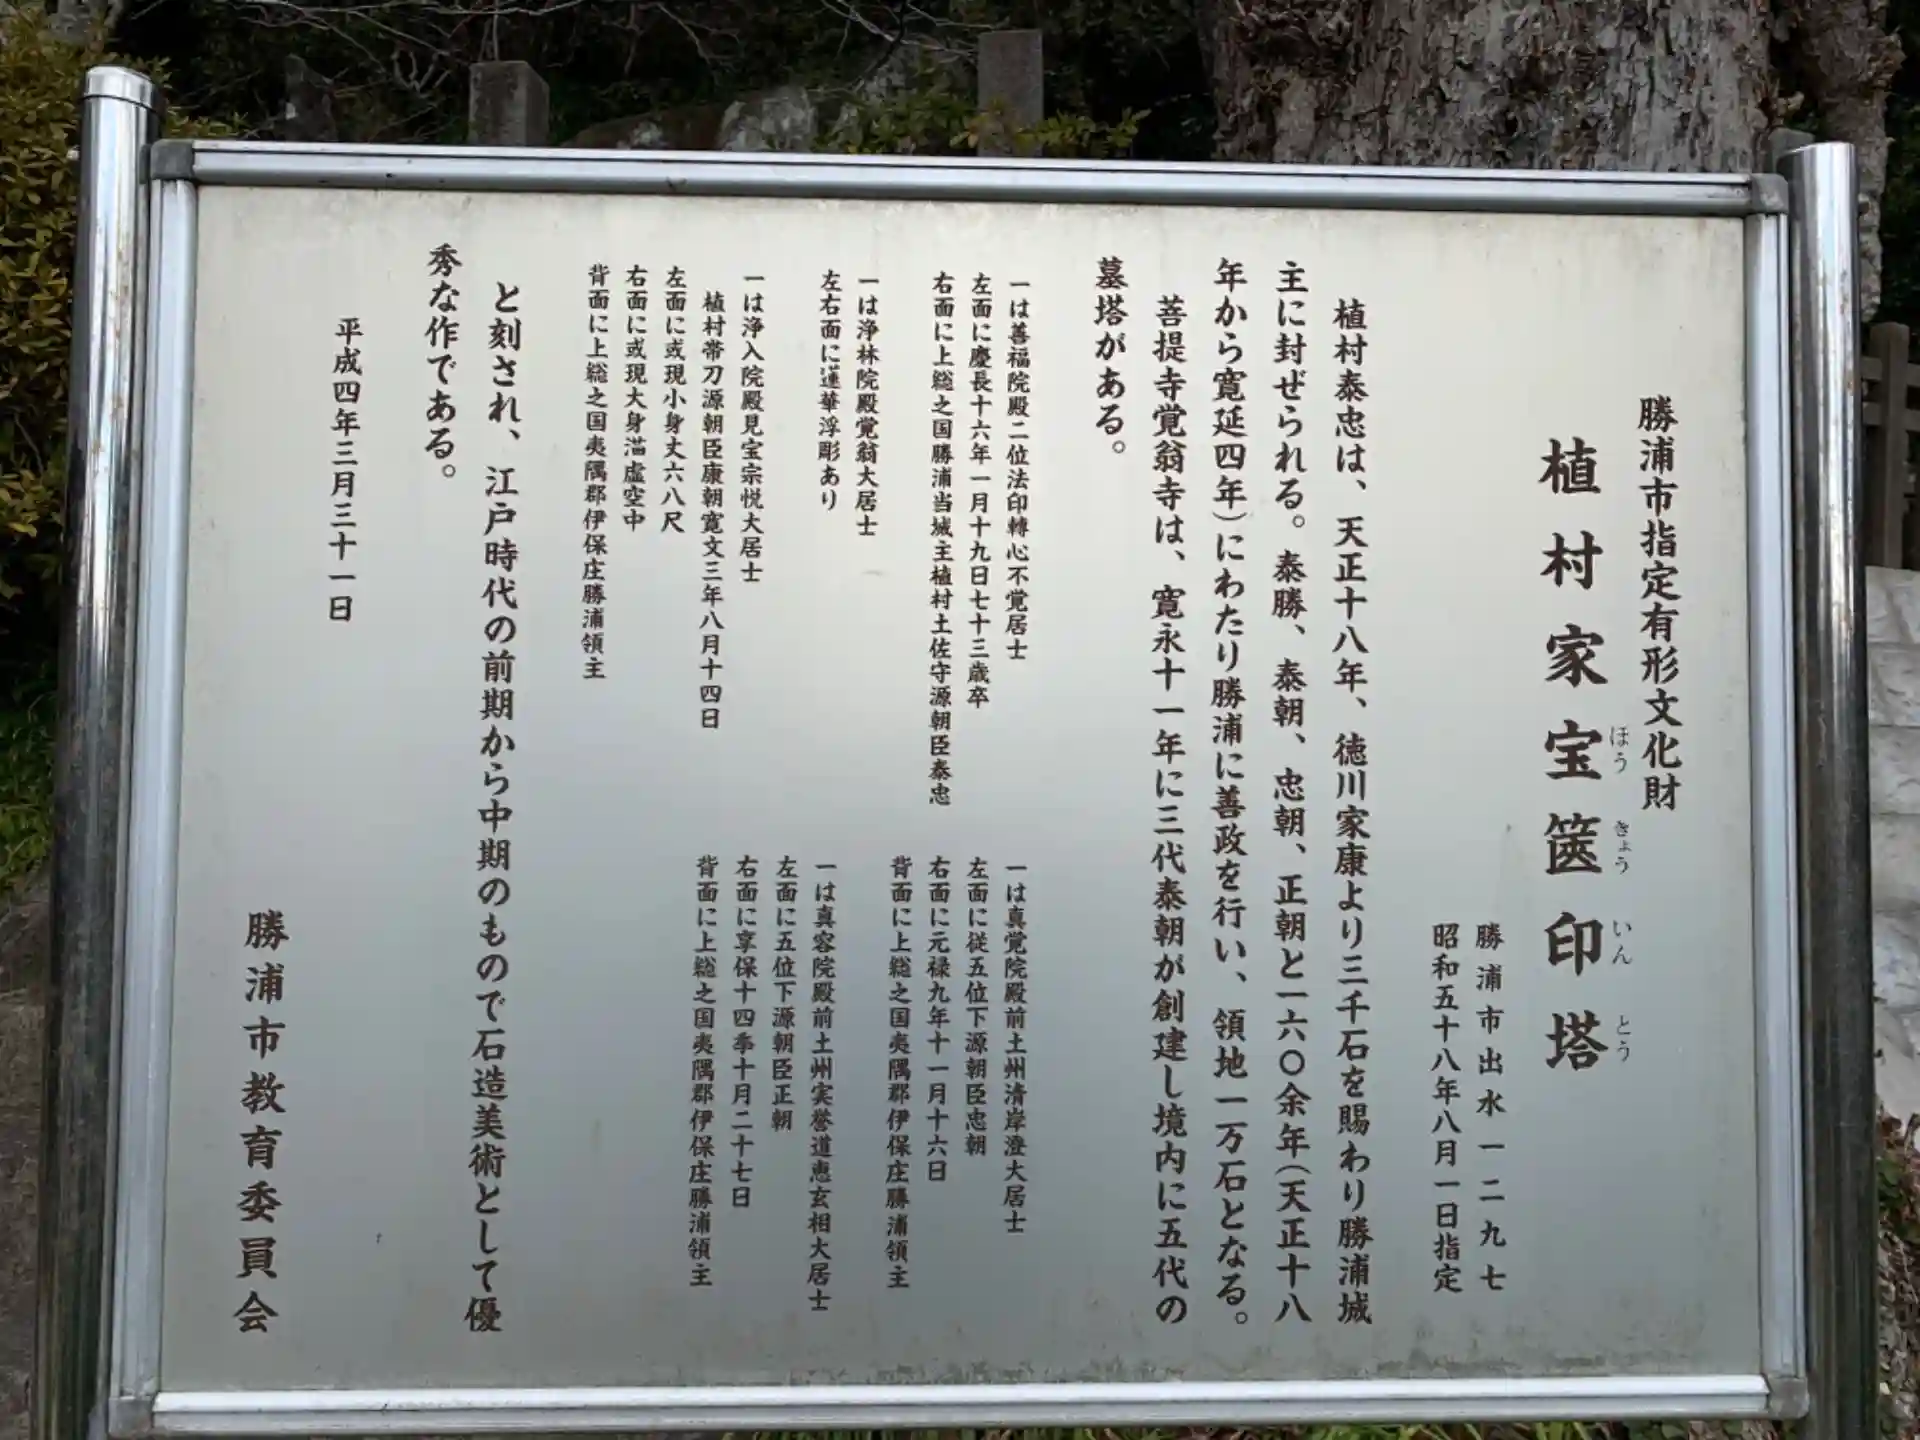 勝浦市指定有形文化財
植村家宝篋印塔
ほうきょういんとう
勝浦市出水一二九七
昭和五十八年八月一日指定
植村泰忠は、天正十八年、徳川家康より三千石を賜わり勝浦城
主に封ぜられる。泰勝、泰朝、忠朝、正朝と一六〇余年(天正十八
年から寛延四年)にわたり勝浦に善政を行い、領地一万石となる。
菩提寺覚翁寺は、寛永十一年に三代泰朝が創建し境内に五代の
墓塔がある。
一は善福院殿二位法印轉心不覚居士
左面に慶長十六年一月十九日七十三歳卒
右面に上総之国勝浦当城主植村土佐守源朝臣泰忠
一は浄林院殿覚翁大居士
左右面に蓮華浮彫あり
一は浄入院殿見宝宗悦大居士
植村帯刀源朝臣康朝寛文三年八月十四日
左面に或現小身丈六八尺
右面に或現大身満虚空中
背面に上総之国夷隅郡伊保庄勝浦領主
一は真覚院殿前土州清岸澄大居士
左面に従五位下源朝臣忠朝
右面に元禄九年十一月十六日
背面に上総之国夷隅郡伊保庄勝浦領主
一は真容院殿前土州実誉道恵玄相大居士
左面に五位下源朝臣正朝
右面に享保十四季十月二十七日
背面に上総之国夷隅郡伊保庄勝浦領主
と刻され、江戸時代の前期から中期のもので石造美術として優
秀な作である。
平成四年三月三十一日
勝浦市教育委員会